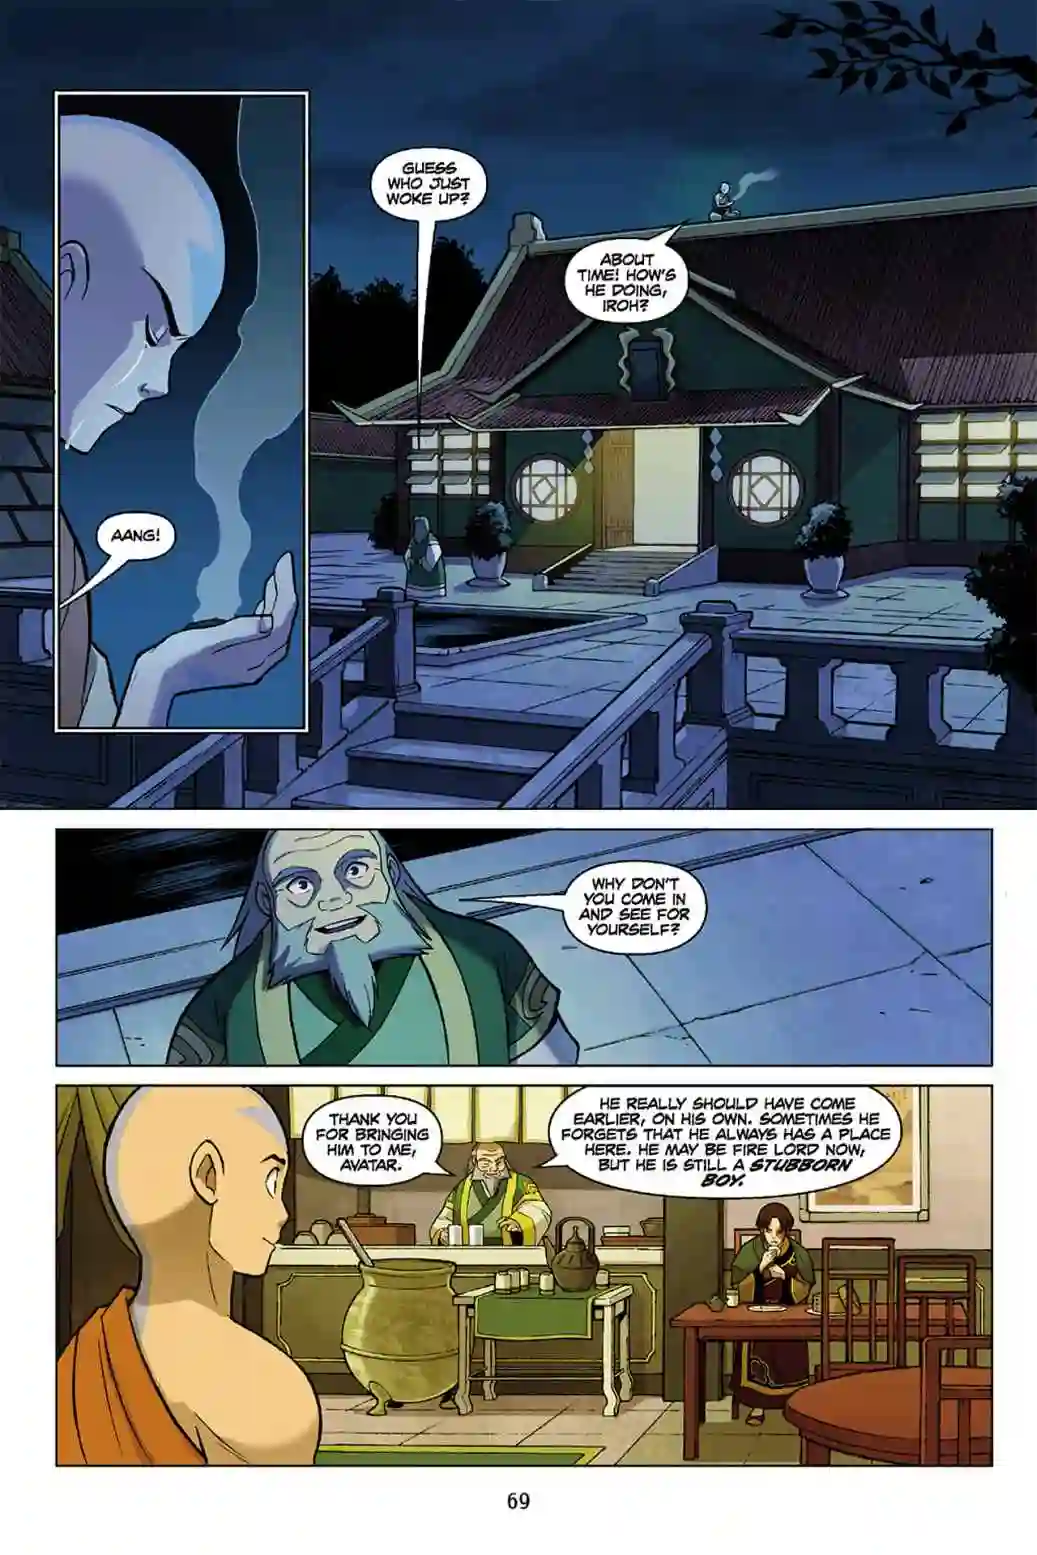 AANG!
GUESS
WHO JUST
WOKE UP?
ABOUT
TIME! HOW'S
HE DOING,
IROH?
WHY DON'T
YOU COME IN
AND SEE FOR
YOURSELF?
THANK YOU
FOR BRINGING
HIM TO ME,
AVATAR.
HE REALLY SHOULD HAVE COME
EARLIER, ON HIS OWN. SOMETIMES HE
FORGETS THAT HE ALWAYS HAS A PLACE
HERE. HE MAY BE FIRE LORD NOW,
BUT HE IS STILL A STUBBORN
BOY.
69